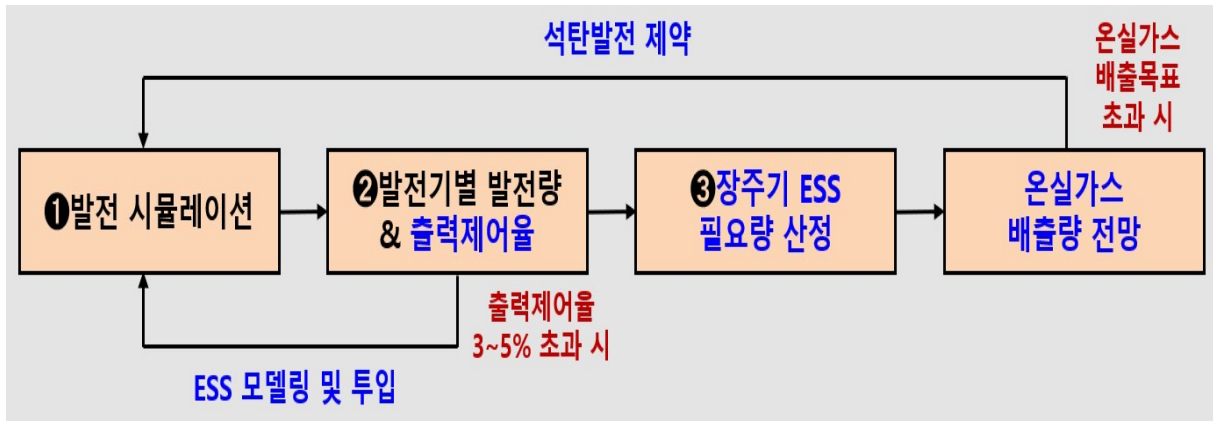 석탄발전 제약
온실가스
배출목표
초과 시
❶발전 시뮬레이션
❷발전기별 발전량
& 출력제어율
❸장주기 ESS
필요량 산정
온실가스
배출량 전망
출력제어율
3~5% 초과 시
ESS 모델링 및 투입